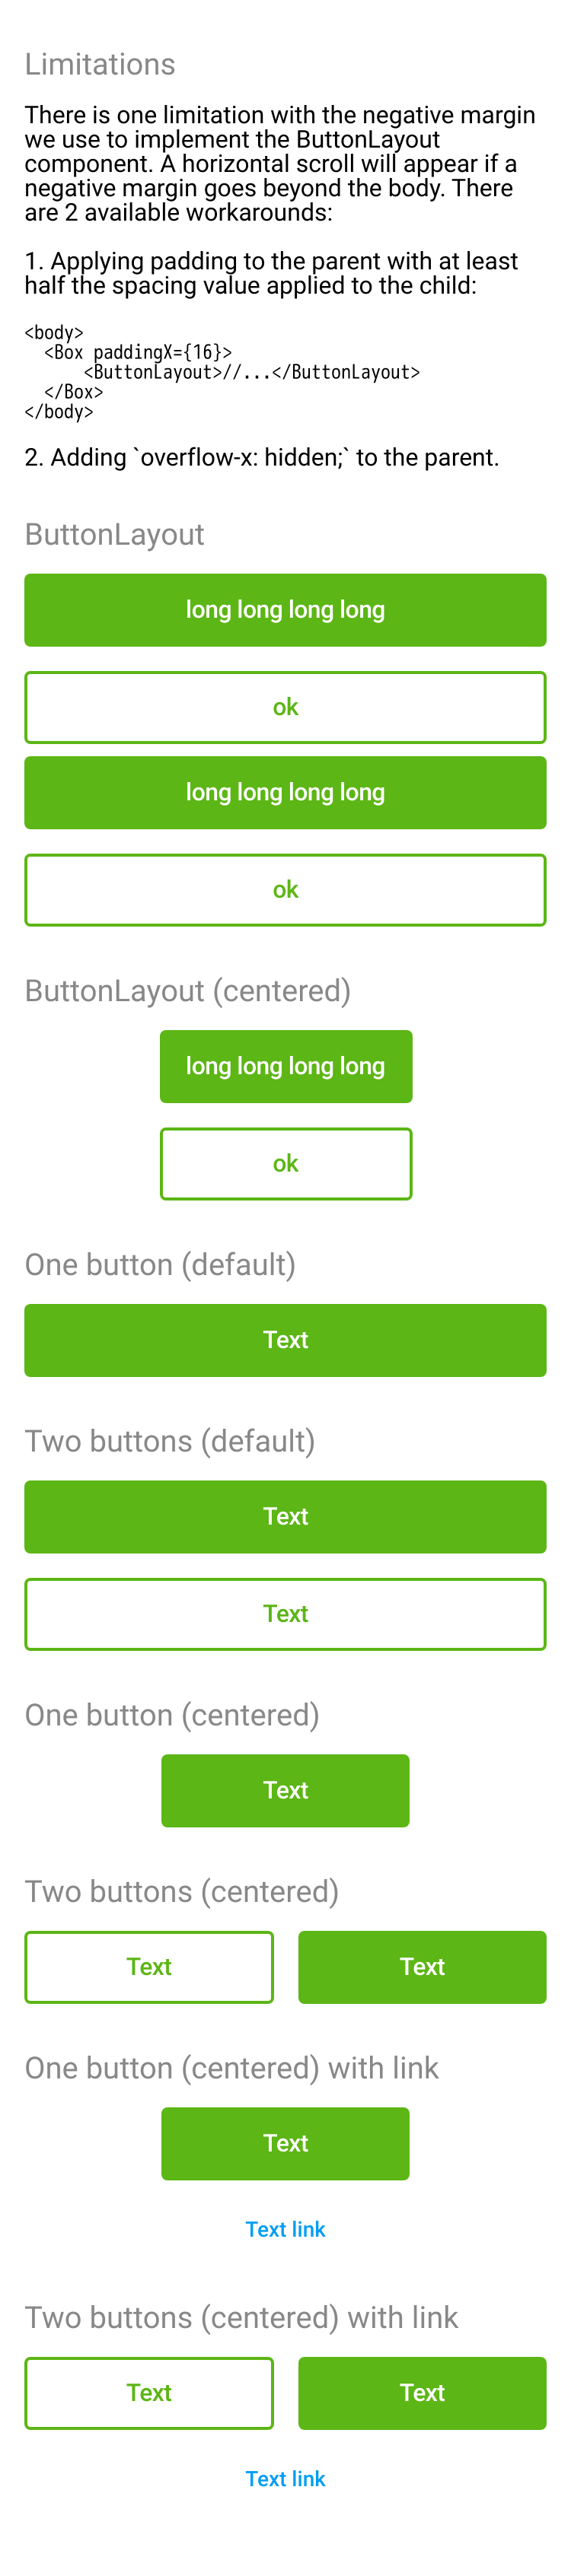 Limitations
There is one limitation with the negative margin
we use to implement the ButtonLayout
component. A horizontal scroll will appear if a
negative margin goes beyond the body. There
are 2 available workarounds:
1. Applying padding to the parent with at least
half the spacing value applied to the child:
<body>
  <Box paddingX={16}>
      <ButtonLayout>//...</ButtonLayout>
  </Box>
</body>
2. Adding `overflow-x: hidden;` to the parent.
ButtonLayout
long long long long
ok
long long long long
ok
ButtonLayout (centered)
long long long long
ok
One button (default)
Text
Two buttons (default)
Text
Text
One button (centered)
Text
Two buttons (centered)
Text Text
One button (centered) with link
Text
Text link
Two buttons (centered) with link
Text Text
Text link